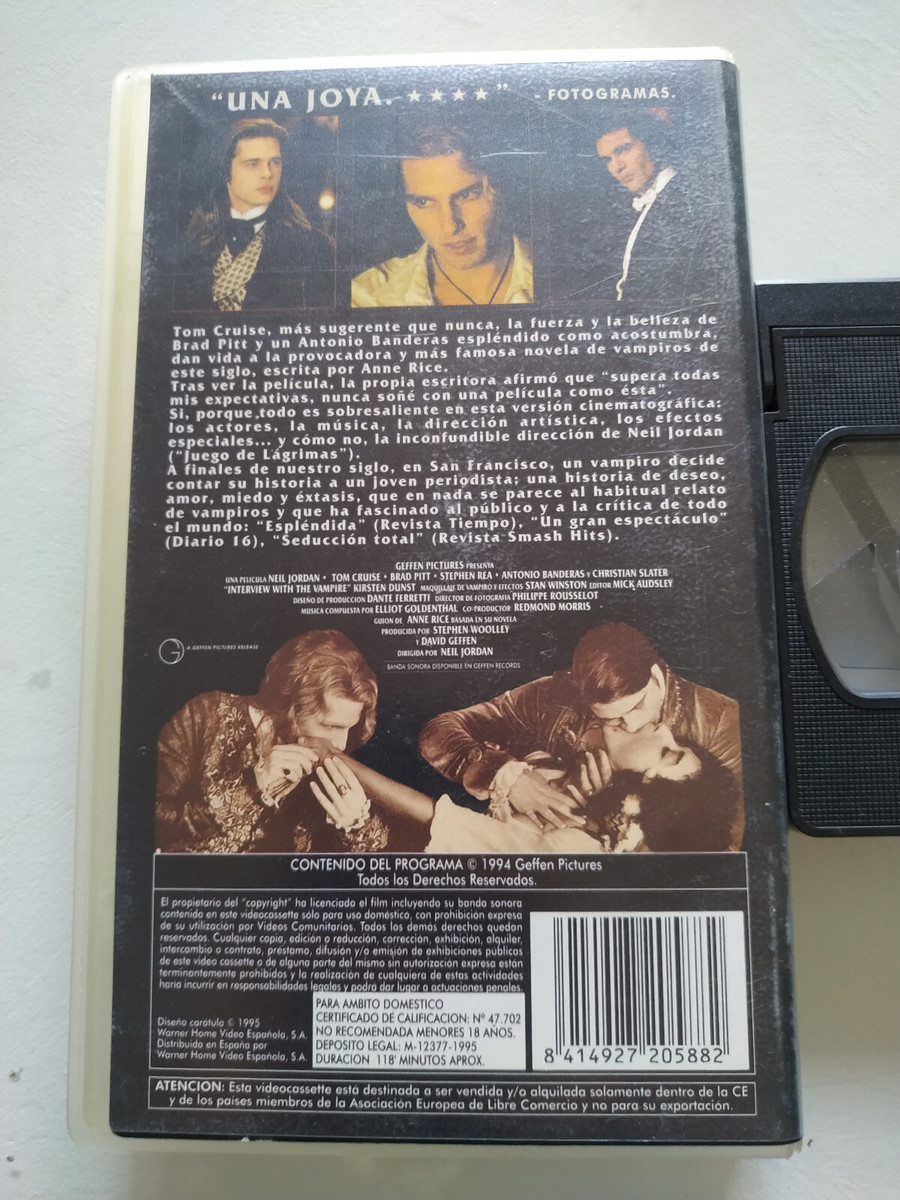 “UNA JOYA. ★★★★” - FOTOGRAMAS.
Tom Cruise, más sugerente que nunca, la fuerza y la belleza de
Brad Pitt y un Antonio Banderas espléndido como acostumbra,
dan vida a la provocadora y más famosa novela de vampiros de
este siglo, escrita por Anne Rice.
Tras ver la película, la propia escritora afirmó que “supera todas
mis expectativas, nunca soñé con una película como ésta”.
Si, porque todo es sobresaliente en esta versión cinematográfica:
los actores, la música, la dirección artística, los efectos
especiales... y cómo no, la inconfundible dirección de Neil Jordan
(“Juego de Lágrimas”).
A finales de nuestro siglo, en San Francisco, un vampiro decide
contar su historia a un joven periodista; una historia de deseo,
amor, miedo y éxtasis, que en nada se parece al habitual relato
de vampiros y que ha fascinado al público y a la crítica de todo
el mundo: “Espléndida” (Revista Tiempo), “Un gran espectáculo”
(Diario 16), “Seducción total” (Revista Smash Hits).
GEFFEN PICTURES PRESENTA
UNA PELICULA NEIL JORDAN · TOM CRUISE · BRAD PITT · STEPHEN REA · ANTONIO BANDERAS Y CHRISTIAN SLATER
“INTERVIEW WITH THE VAMPIRE” KIRSTEN DUNST MAQUILLAJE DE VAMPIRO Y EFECTOS STAN WINSTON EDITOR MICK AUDSLEY
DISEÑO DE PRODUCCION DANTE FERRETTI DIRECTOR DE FOTOGRAFIA PHILIPPE ROUSSELOT
MUSICA COMPUESTA POR ELLIOT GOLDENTHAL CO-PRODUCTOR REDMOND MORRIS
GUION DE ANNE RICE BASADA EN SU NOVELA
PRODUCIDA POR STEPHEN WOOLLEY
Y DAVID GEFFEN
DIRIGIDA POR NEIL JORDAN
A GEFFEN PICTURES RELEASE
BANDA SONORA DISPONIBLE EN GEFFEN RECORDS
CONTENIDO DEL PROGRAMA © 1994 Geffen Pictures
Todos los Derechos Reservados.
El propietario del "copyright" ha licenciado el film incluyendo su banda sonora
contenido en este videocassette sólo para uso doméstico, con prohibición expresa
de su utilización por Videos Comunitarios. Todos los demás derechos quedan
reservados. Cualquier copia, edición o reducción, corrección, exhibición, alquiler,
intercambio o contrato, préstamo, difusión y/o emisión de exhibiciones públicas
de este video cassette o de alguna parte del mismo sin autorización expresa están
terminantemente prohibidos y la realización de cualquiera de estas actividades
haria incurrir en responsabilidades legales y podrá dar lugar a actuaciones penales.
Diseño carátula © 1995
Warner Home Video Española, S.A.
Distribuida en España por
Warner Home Video Española, S.A.
PARA AMBITO DOMESTICO
CERTIFICADO DE CALIFICACION: Nº 47.702
NO RECOMENDADA MENORES 18 AÑOS.
DEPOSITO LEGAL: M-12377-1995
DURACION 118' MINUTOS APROX.
8 414927 205882
ATENCION: Esta videocassette está destinada a ser vendida y/o alquilada solamente dentro de la CE
y de los países miembros de la Asociación Europea de Libre Comercio y no para su exportación.